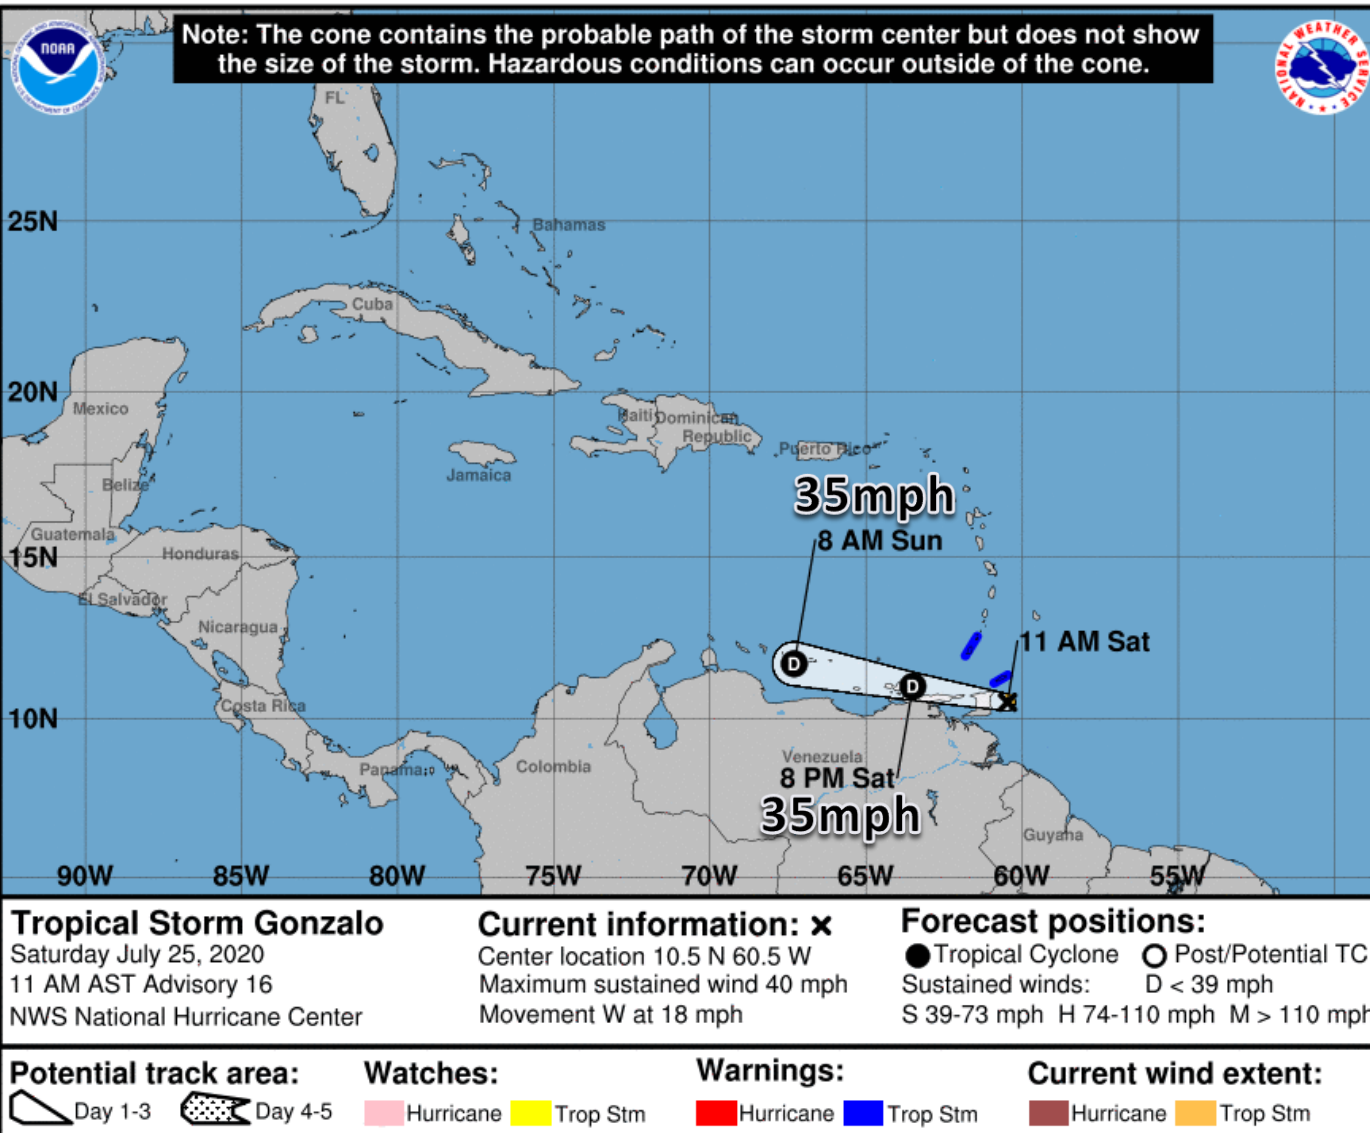 Note: The cone contains the probable path of the storm center but does not show
the size of the storm. Hazardous conditions can occur outside of the cone.
NOAA
NATIONAL WEATHER SERVICE
FL
25N
Bahamas
Cuba
20N
Mexico
Haiti
Dominican
Republic
Puerto Rico
Jamaica
Belize
35mph
Guatemala
8 AM Sun
15N
Honduras
El Salvador
Nicaragua
11 AM Sat
D
D
Costa Rica
10N
Venezuela
Panama
Colombia
8 PM Sat
35mph
Guyana
90W 85W 80W 75W 70W 65W 60W 55W
Tropical Storm Gonzalo
Saturday July 25, 2020
11 AM AST Advisory 16
NWS National Hurricane Center
Current information: x
Center location 10.5 N 60.5 W
Maximum sustained wind 40 mph
Movement W at 18 mph
Forecast positions:
Tropical Cyclone Post/Potential TC
Sustained winds: D < 39 mph
S 39-73 mph H 74-110 mph M > 110 mph
Potential track area:
Day 1-3 Day 4-5
Watches:
Hurricane Trop Stm
Warnings:
Hurricane Trop Stm
Current wind extent:
Hurricane Trop Stm